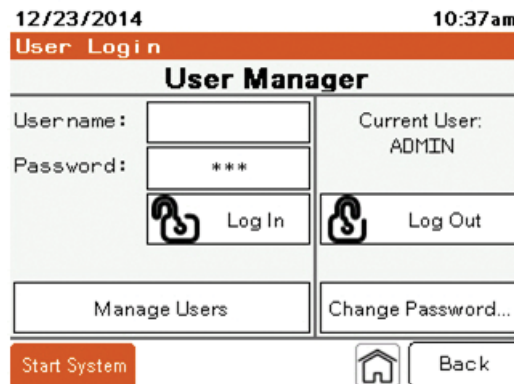 12/23/2014 10:37am
User Login
User Manager
Username:
Current User:
ADMIN
Password: ***
Log In
Log Out
Manage Users
Change Password...
Start System
Back